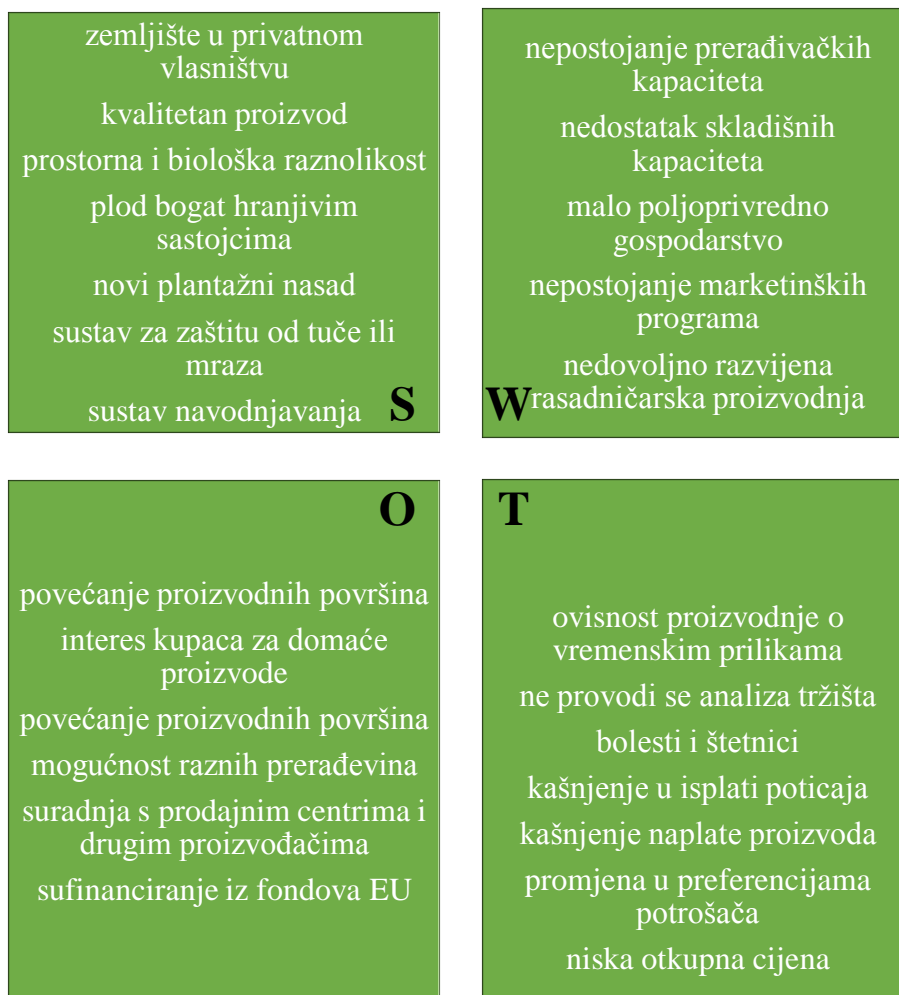 zemljište u privatnom
vlasništvu
kvalitetan proizvod
prostorna i biološka raznolikost
plod bogat hranjivim
sastojcima
novi plantažni nasad
sustav za zaštitu od tuče ili
mraza
sustav navodnjavanja
S
nepostojanje prerađivačkih
kapaciteta
nedostatak skladišnih
kapaciteta
malo poljoprivredno
gospodarstvo
nepostojanje marketinških
programa
nedovoljno razvijena
rasadničarska proizvodnja
W
O
povećanje proizvodnih površina
interes kupaca za domaće
proizvode
povećanje proizvodnih površina
mogućnost raznih prerađevina
suradnja s prodajnim centrima i
drugim proizvođačima
sufinanciranje iz fondova EU
T
ovisnost proizvodnje o
vremenskim prilikama
ne provodi se analiza tržišta
bolesti i štetnici
kašnjenje u isplati poticaja
kašnjenje naplate proizvoda
promjena u preferencijama
potrošača
niska otkupna cijena